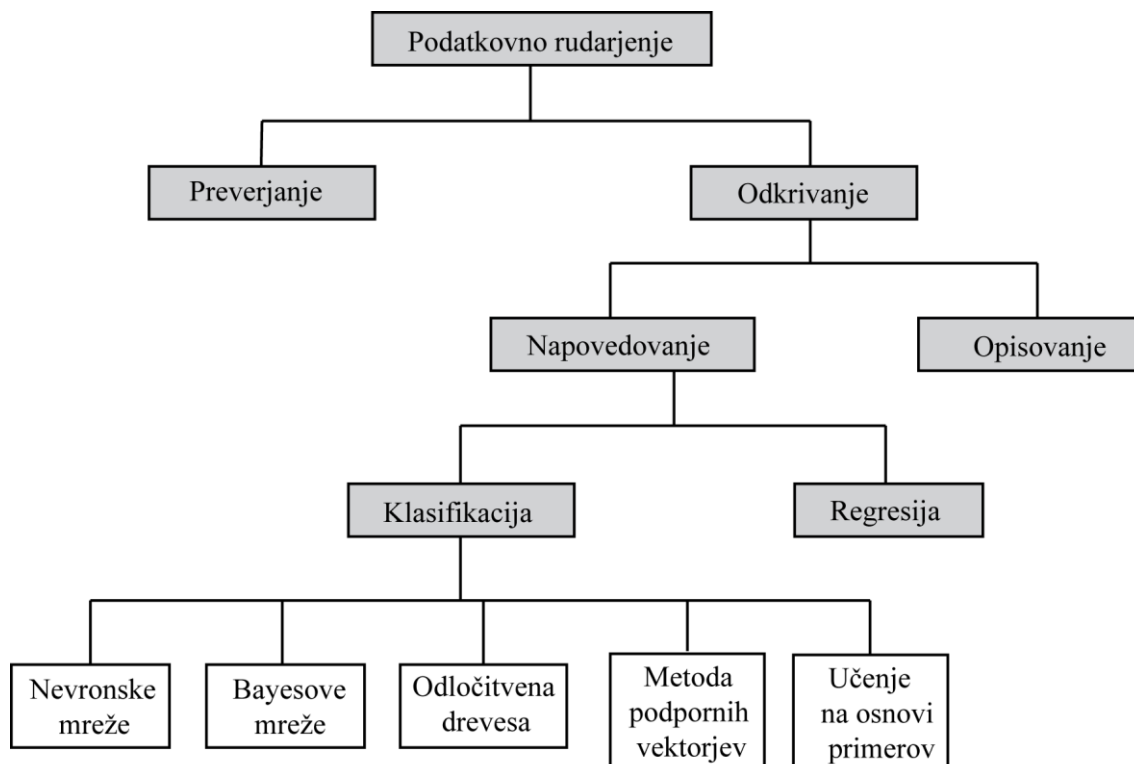 Podatkovno rudarjenje
Preverjanje
Odkrivanje
Napovedovanje
Opisovanje
Klasifikacija
Regresija
Nevronske
mreže
Bayesove
mreže
Odločitvena
drevesa
Metoda
podpornih
vektorjev
Učenje
na osnovi
primerov